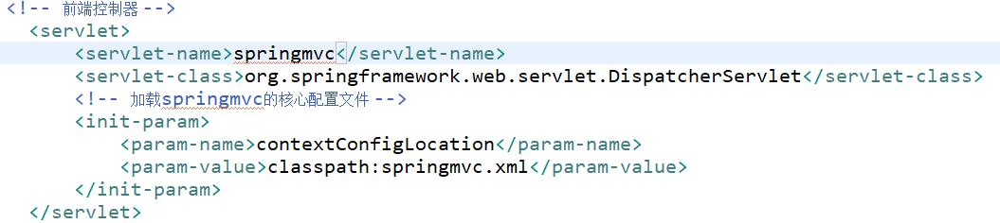 <!-- 前端控制器 -->
<servlet>
<servlet-name>springmvc</servlet-name>
<servlet-class>org.springframework.web.servlet.DispatcherServlet</servlet-class>
<!-- 加载springmvc的核心配置文件 -->
<init-param>
<param-name>contextConfigLocation</param-name>
<param-value>classpath:springmvc.xml</param-value>
</init-param>
</servlet>